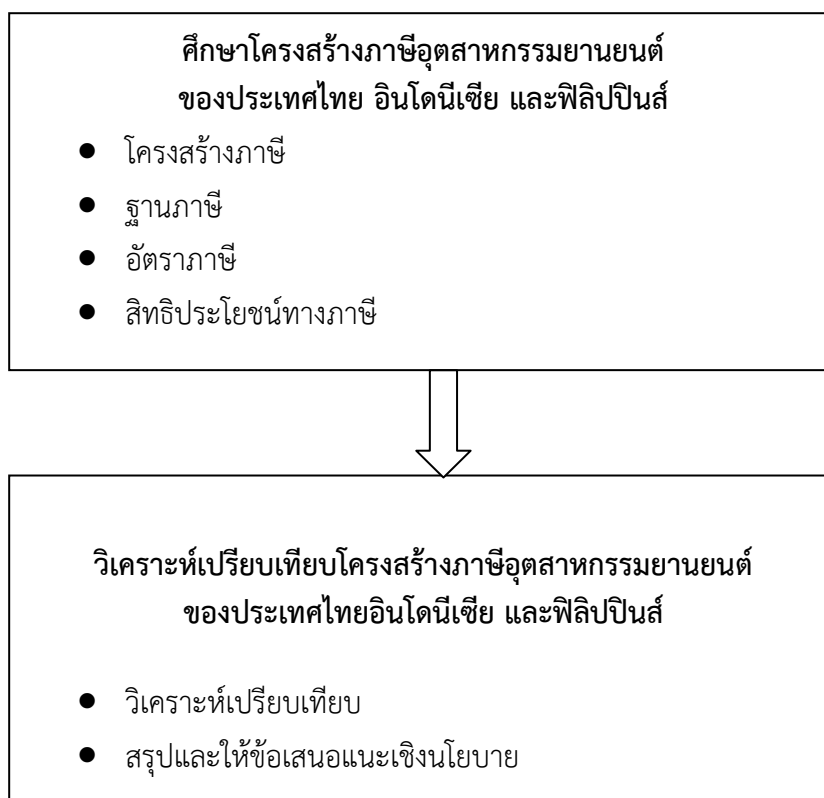 ศึกษาโครงสร้างภาษีอุตสาหกรรมยานยนต์
ของประเทศไทย อินโดนีเซีย และฟิลิปปินส์
● โครงสร้างภาษี
● ฐานภาษี
● อัตราภาษี
● สิทธิประโยชน์ทางภาษี
วิเคราะห์เปรียบเทียบโครงสร้างภาษีอุตสาหกรรมยานยนต์
ของประเทศไทยอินโดนีเซีย และฟิลิปปินส์
● วิเคราะห์เปรียบเทียบ
● สรุปและให้ข้อเสนอแนะเชิงนโยบาย